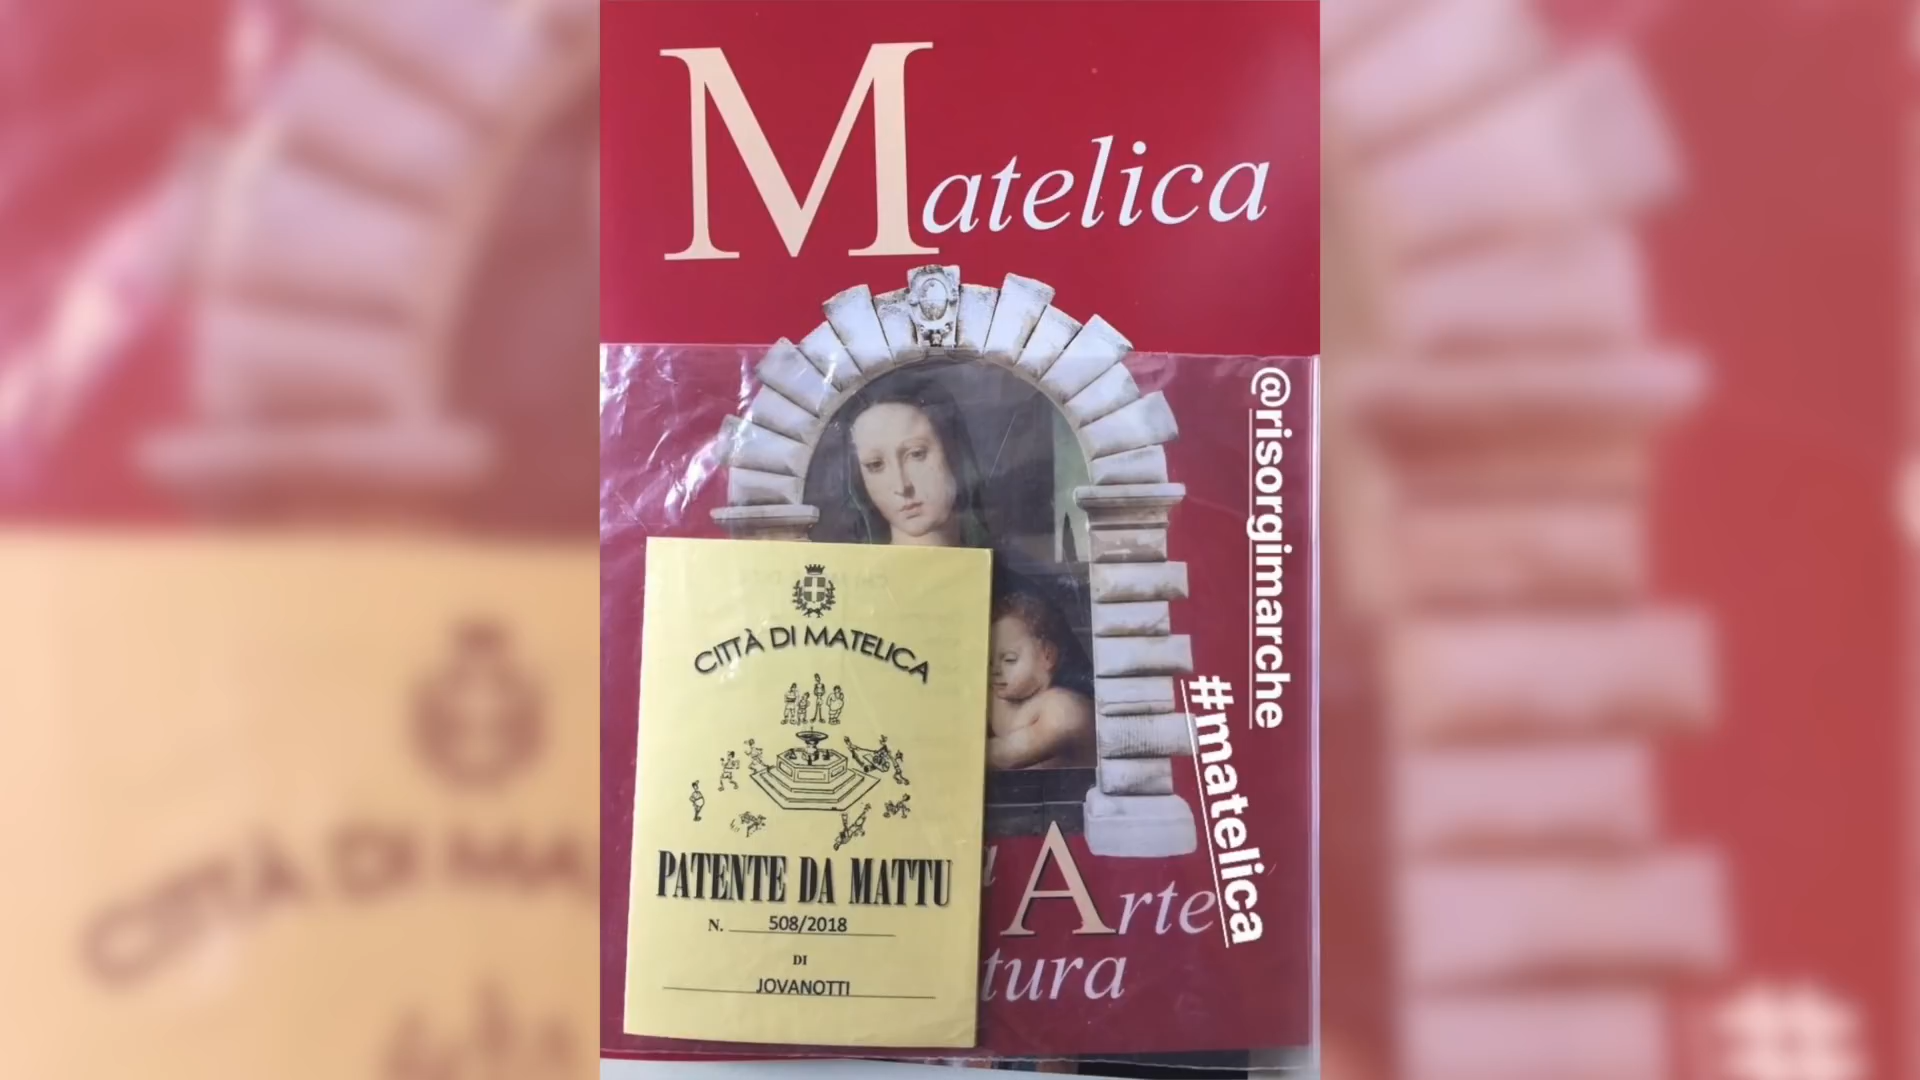 Matelica
@risorgimarche
#matelica
CITTÀ DI MATELICA
PATENTE DA MATTU
N. 508/2018
DI
JOVANOTTI
Arte
tura